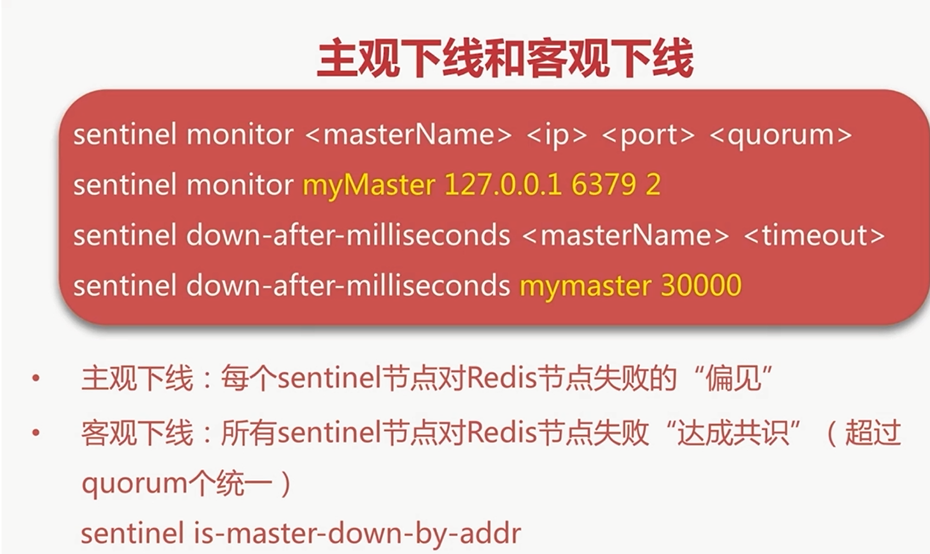 主观下线和客观下线
sentinel monitor <masterName> <ip> <port> <quorum>
sentinel monitor myMaster 127.0.0.1 6379 2
sentinel down-after-milliseconds <masterName> <timeout>
sentinel down-after-milliseconds mymaster 30000
• 主观下线：每个sentinel节点对Redis节点失败的“偏见”
• 客观下线：所有sentinel节点对Redis节点失败“达成共识”（超过
quorum个统一）
sentinel is-master-down-by-addr